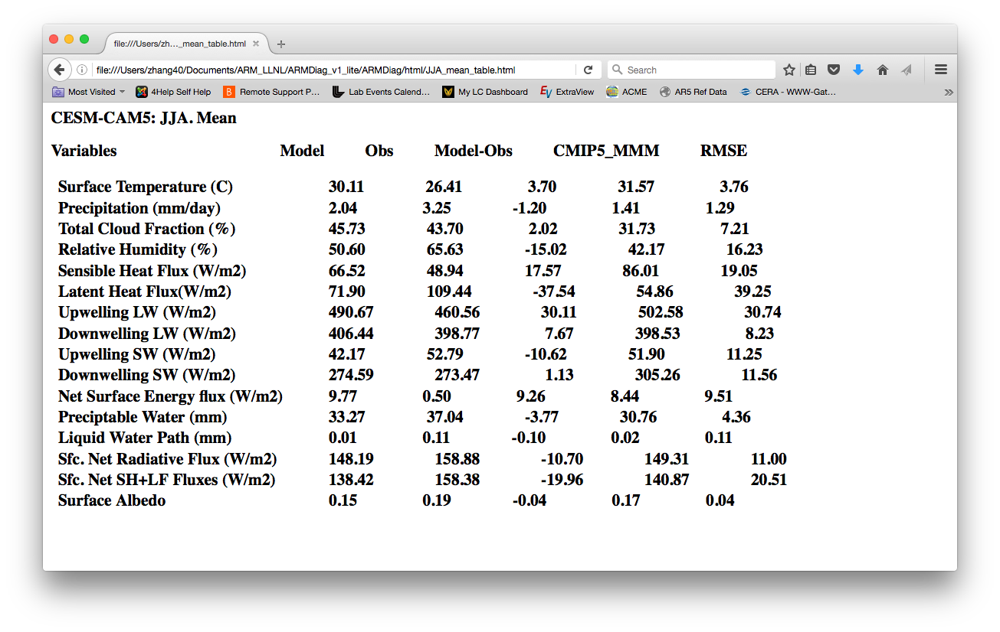 file:///Users/zh..._mean_table.html
file:///Users/zhang40/Documents/ARM_LLNL/ARMDiag_v1_lite/ARMDiag/html/JJA_mean_table.html Search
Most Visited 4Help Self Help Remote Support P... Lab Events Calend... My LC Dashboard ExtraView ACME AR5 Ref Data CERA - WWW-Gat...
CESM-CAM5: JJA. Mean
Variables Model Obs Model-Obs CMIP5_MMM RMSE
Surface Temperature (C) 30.11 26.41 3.70 31.57 3.76
Precipitation (mm/day) 2.04 3.25 -1.20 1.41 1.29
Total Cloud Fraction (%) 45.73 43.70 2.02 31.73 7.21
Relative Humidity (%) 50.60 65.63 -15.02 42.17 16.23
Sensible Heat Flux (W/m2) 66.52 48.94 17.57 86.01 19.05
Latent Heat Flux(W/m2) 71.90 109.44 -37.54 54.86 39.25
Upwelling LW (W/m2) 490.67 460.56 30.11 502.58 30.74
Downwelling LW (W/m2) 406.44 398.77 7.67 398.53 8.23
Upwelling SW (W/m2) 42.17 52.79 -10.62 51.90 11.25
Downwelling SW (W/m2) 274.59 273.47 1.13 305.26 11.56
Net Surface Energy flux (W/m2) 9.77 0.50 9.26 8.44 9.51
Preciptable Water (mm) 33.27 37.04 -3.77 30.76 4.36
Liquid Water Path (mm) 0.01 0.11 -0.10 0.02 0.11
Sfc. Net Radiative Flux (W/m2) 148.19 158.88 -10.70 149.31 11.00
Sfc. Net SH+LF Fluxes (W/m2) 138.42 158.38 -19.96 140.87 20.51
Surface Albedo 0.15 0.19 -0.04 0.17 0.04